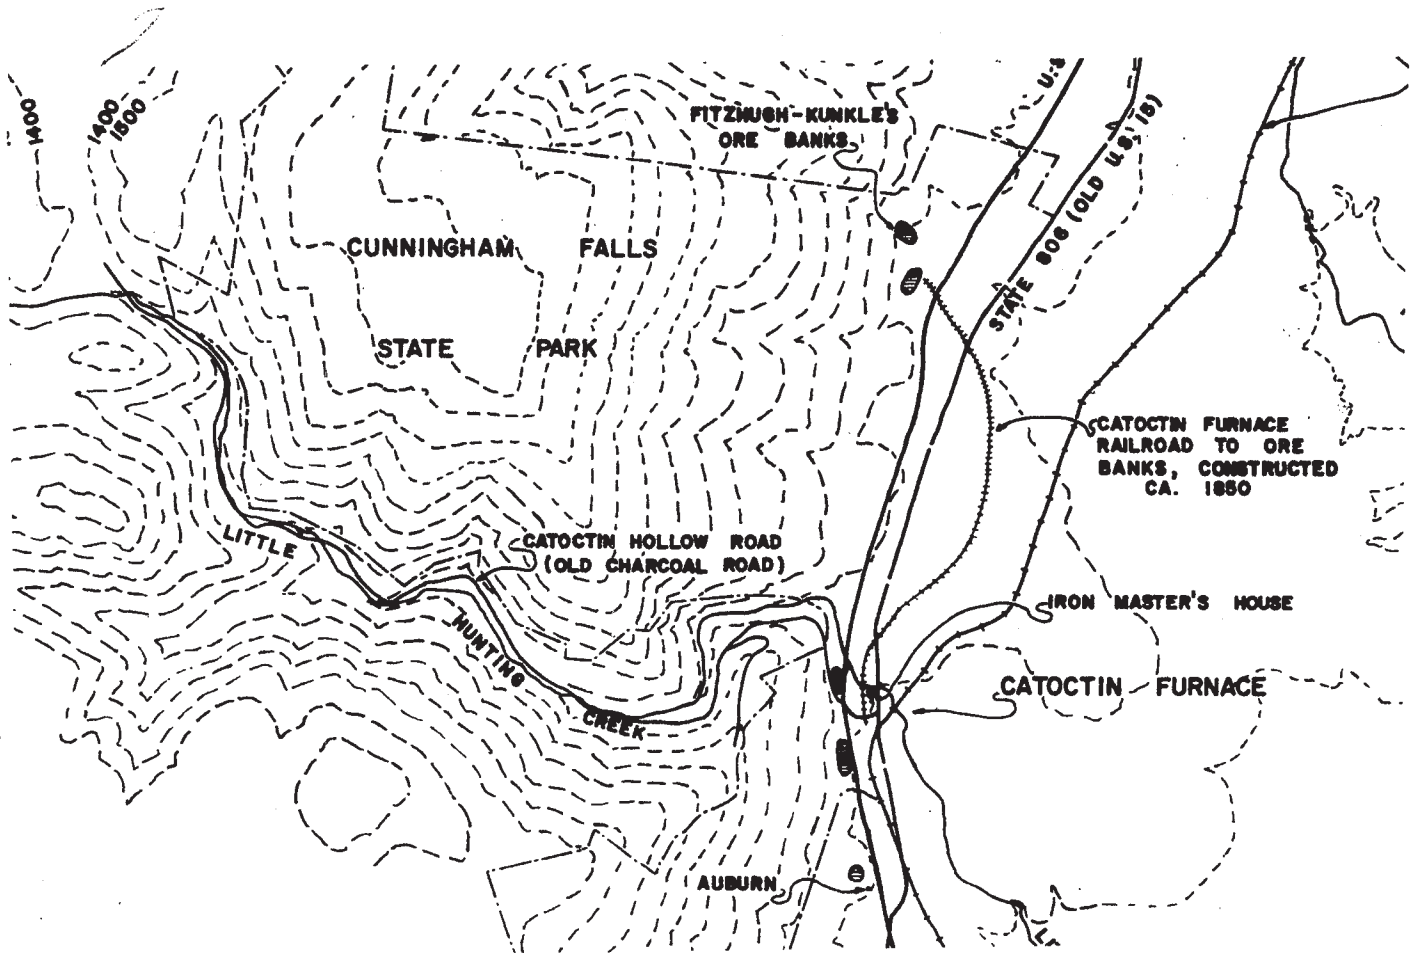 1400
1400
1500
FITZHUGH-KUNKLE'S
ORE BANKS
U.S
STATE 806 (OLD U.S. 15)
CUNNINGHAM FALLS
STATE PARK
CATOCTIN FURNACE
RAILROAD TO ORE
BANKS, CONSTRUCTED
CA. 1850
LITTLE
CATOCTIN HOLLOW ROAD
(OLD CHARCOAL ROAD)
HUNTING
IRON MASTER'S HOUSE
CATOCTIN FURNACE
CREEK
AUBURN